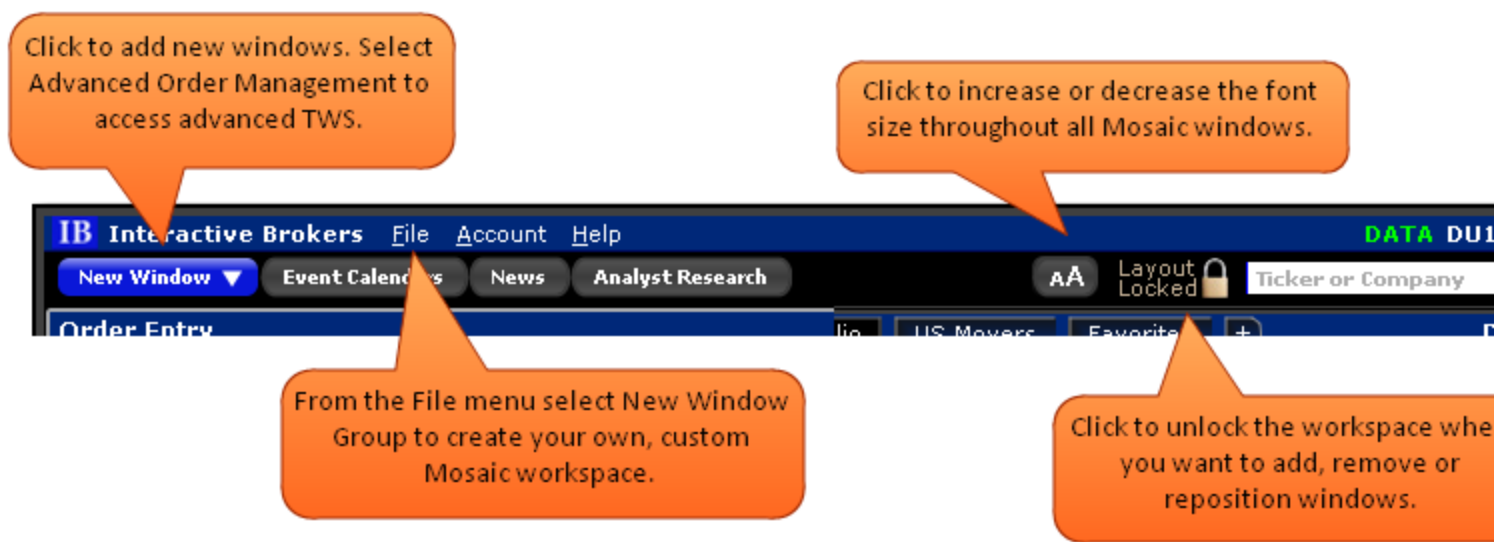 Click to add new windows. Select
Advanced Order Management to
access advanced TWS.
Click to increase or decrease the font
size throughout all Mosaic windows.
IB Interactive Brokers File Account Help DATA DU1
New Window Event Calendars News Analyst Research AA Layout Locked Ticker or Company
Order Entry lio US Movers Favorites +
From the File menu select New Window
Group to create your own, custom
Mosaic workspace.
Click to unlock the workspace whe
you want to add, remove or
reposition windows.